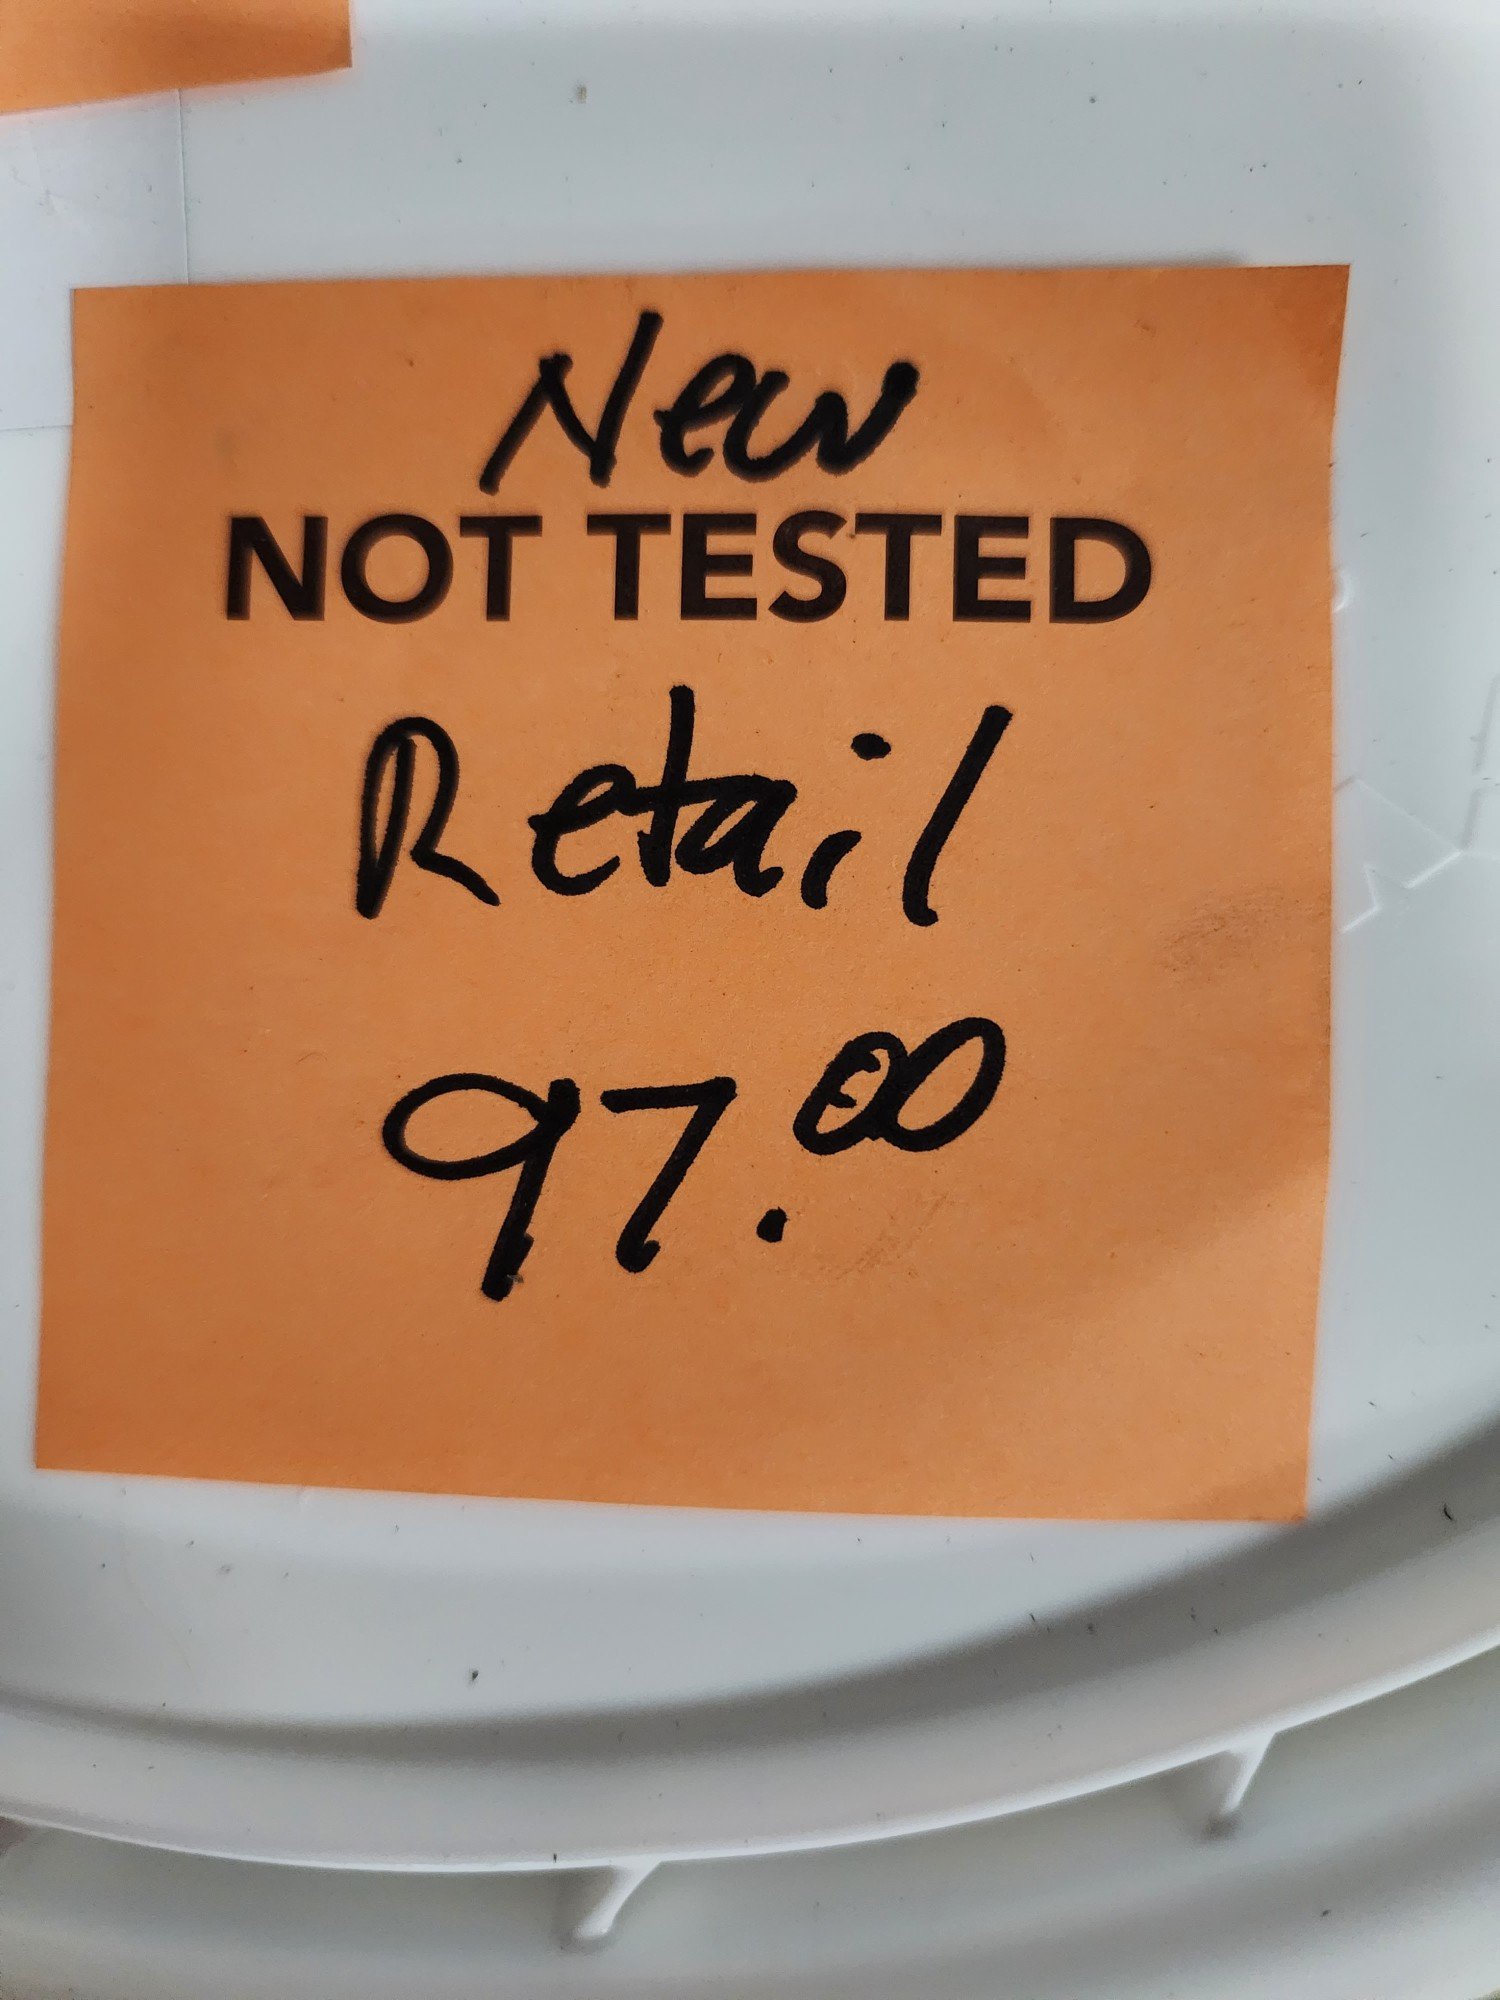 New
NOT TESTED
Retail
97.00